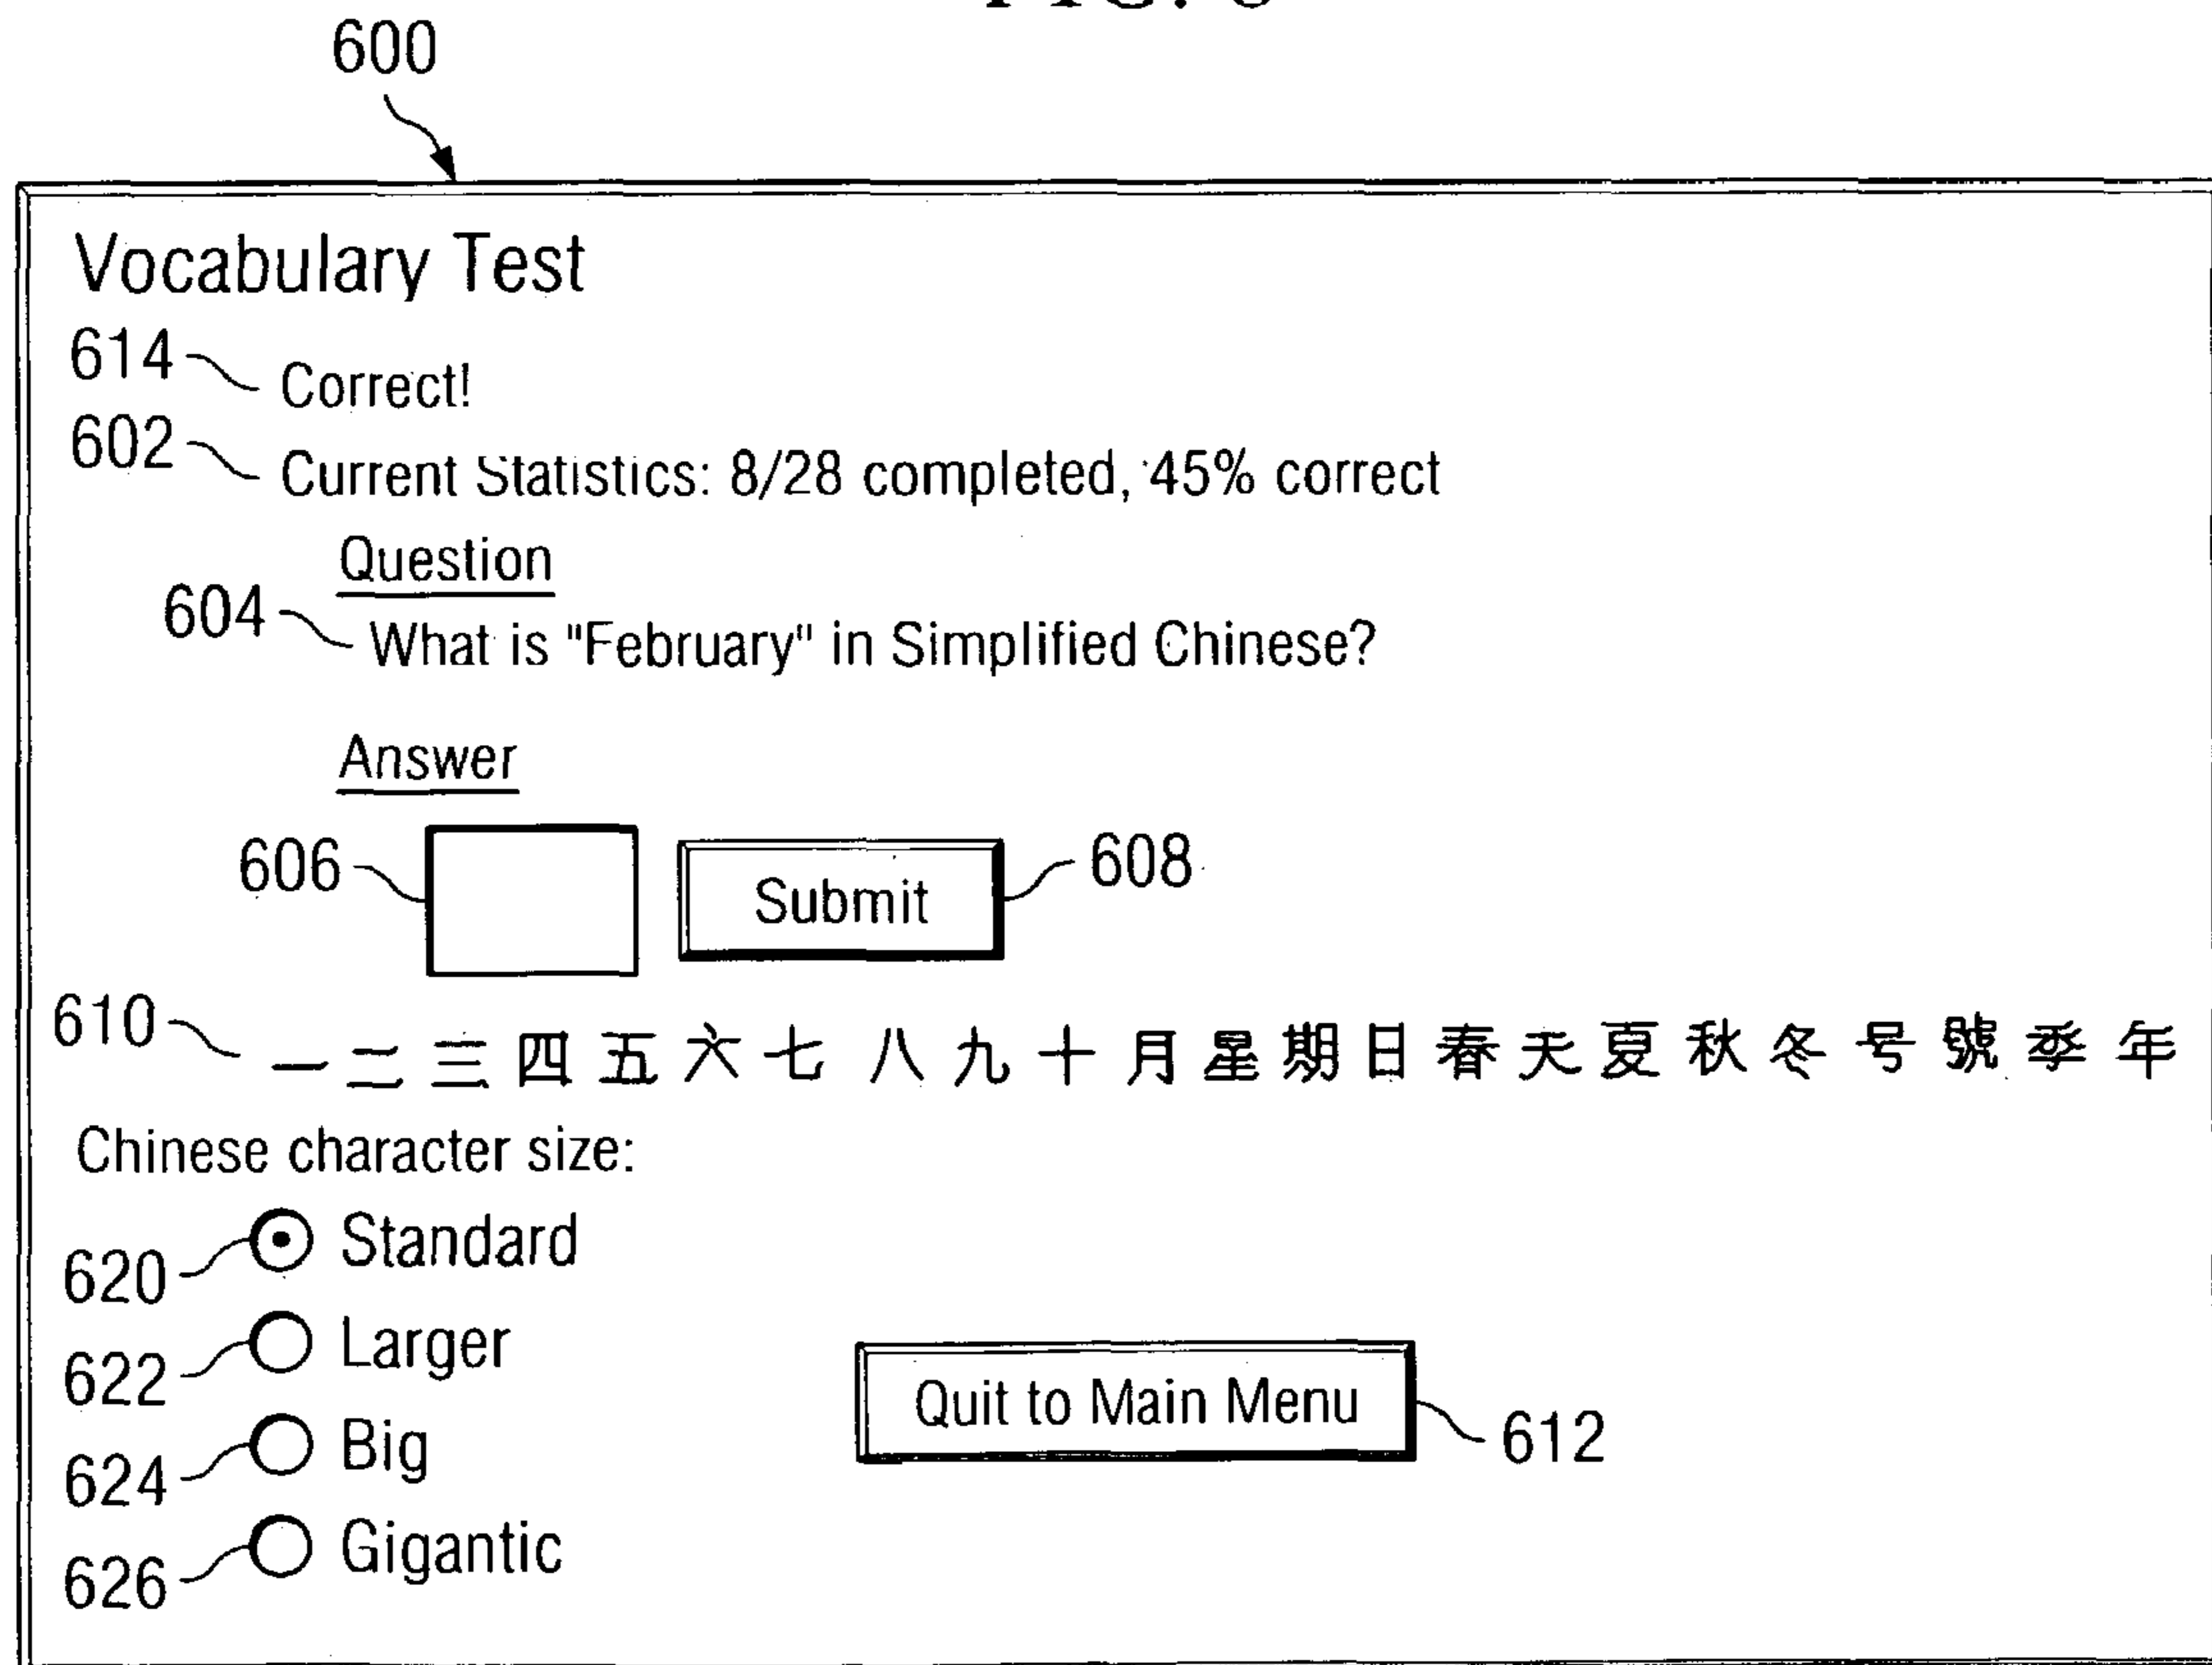 600
Vocabulary Test
614 Correct!
602 Current Statistics: 8/28 completed, 45% correct
Question
604 What is "February" in Simplified Chinese?
Answer
606 Submit 608
610 一 二 三 四 五 六 七 八 九 十 月 星 期 日 春 天 夏 秋 冬 号 號 季 年
Chinese character size:
620 Standard
622 Larger
Quit to Main Menu 612
624 Big
626 Gigantic